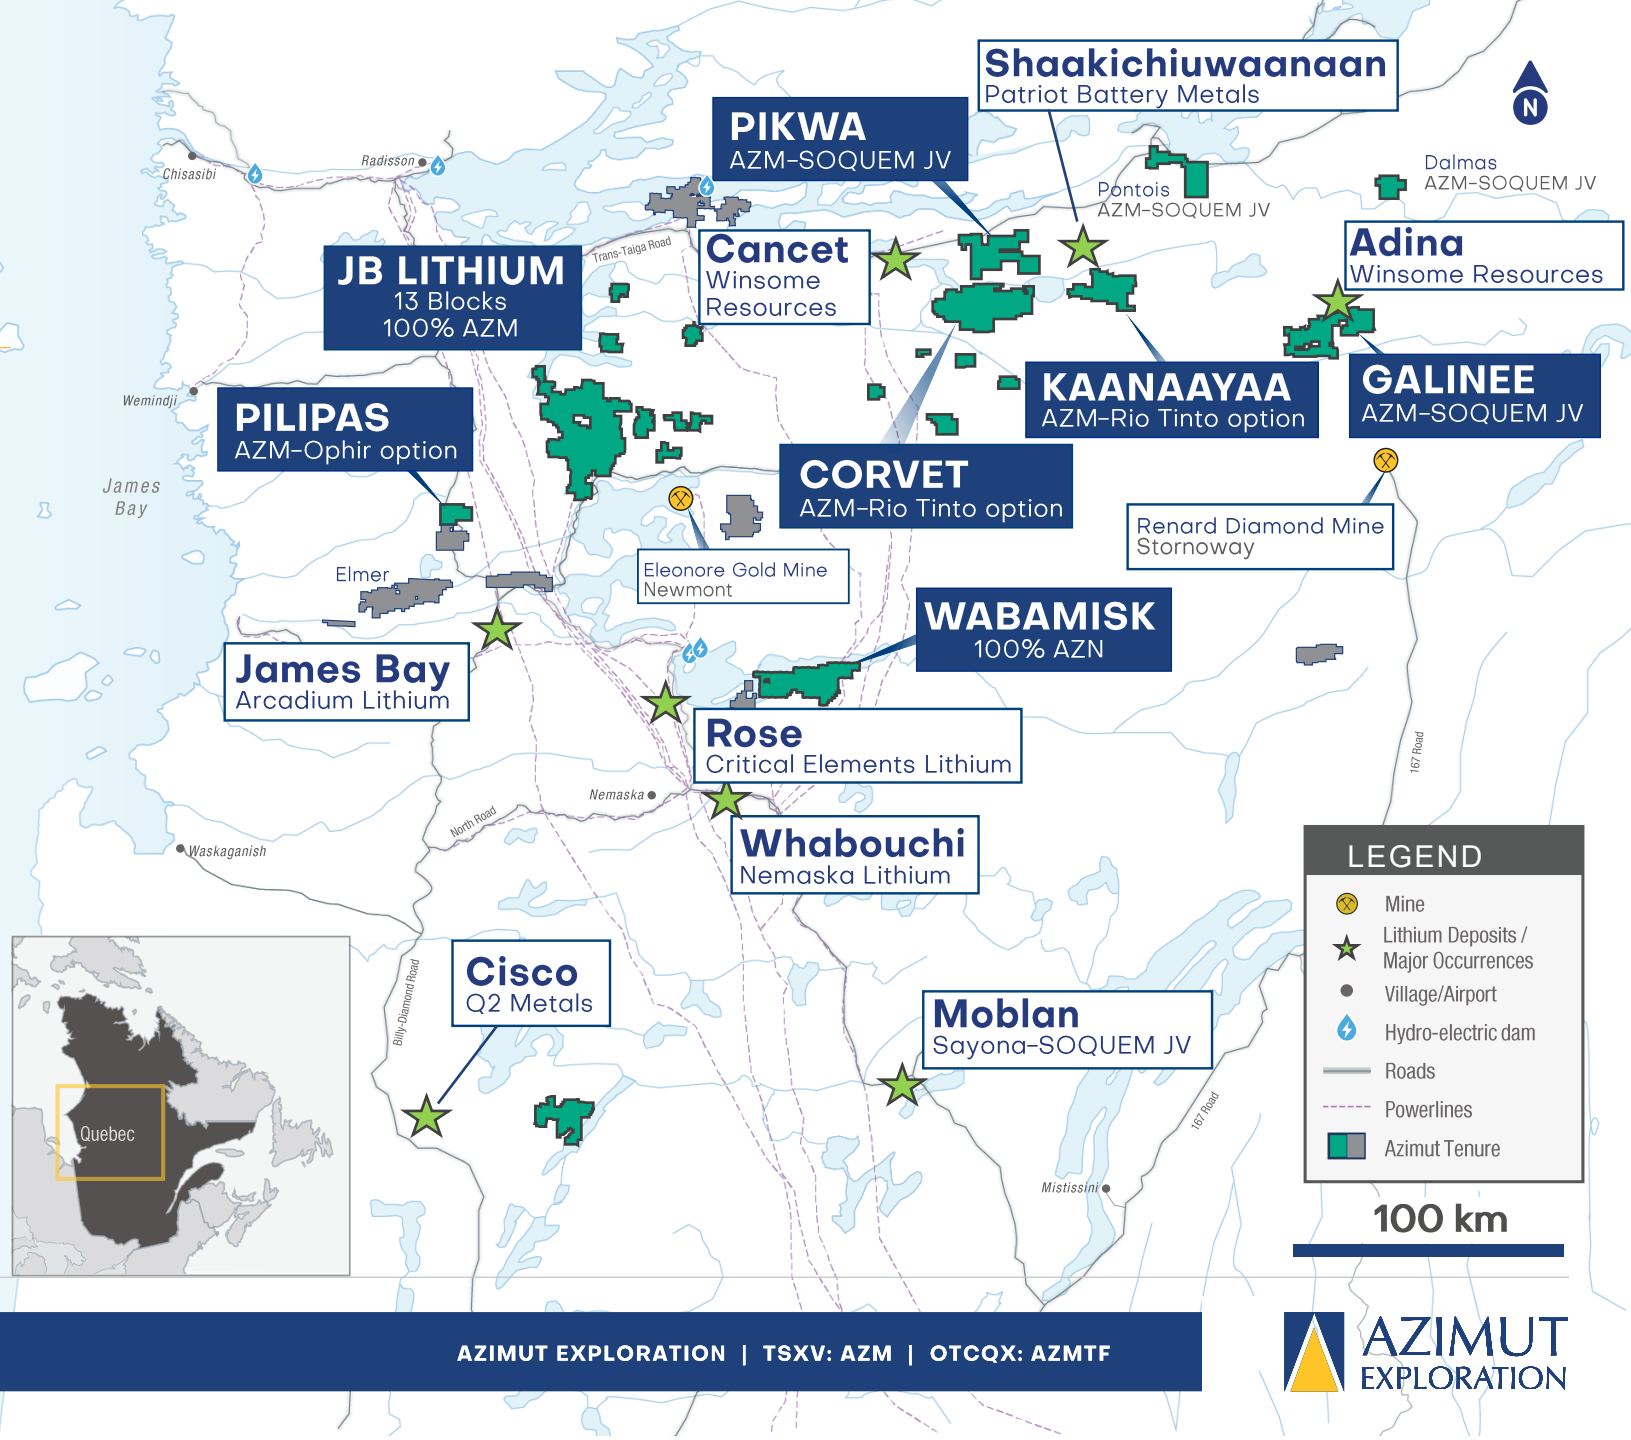 Shaakichiuwaanaan
Patriot Battery Metals
N
PIKWA
AZM-SOQUEM JV
Chisasibi
Radisson
Pontois
AZM-SOQUEM JV
Dalmas
AZM-SOQUEM JV
Trans-Taiga Road
Cancet
Winsome
Resources
Adina
Winsome Resources
JB LITHIUM
13 Blocks
100% AZM
Wemindji
PILIPAS
AZM-Ophir option
KAANAAYAA
AZM-Rio Tinto option
GALINEE
AZM-SOQUEM JV
CORVET
AZM-Rio Tinto option
James
Bay
Renard Diamond Mine
Stornoway
Elmer
Eleonore Gold Mine
Newmont
WABAMISK
100% AZN
James Bay
Arcadium Lithium
Rose
Critical Elements Lithium
167 Road
Nemaska
North Road
Whabouchi
Nemaska Lithium
Waskaganish
Billy-Diamond Road
Cisco
Q2 Metals
Moblan
Sayona-SOQUEM JV
167 Road
Mistissini
Quebec
LEGEND
Mine
Lithium Deposits /
Major Occurrences
Village/Airport
Hydro-electric dam
Roads
Powerlines
Azimut Tenure
100 km
AZIMUT EXPLORATION | TSXV: AZM | OTCQX: AZMTF
AZIMUT
EXPLORATION